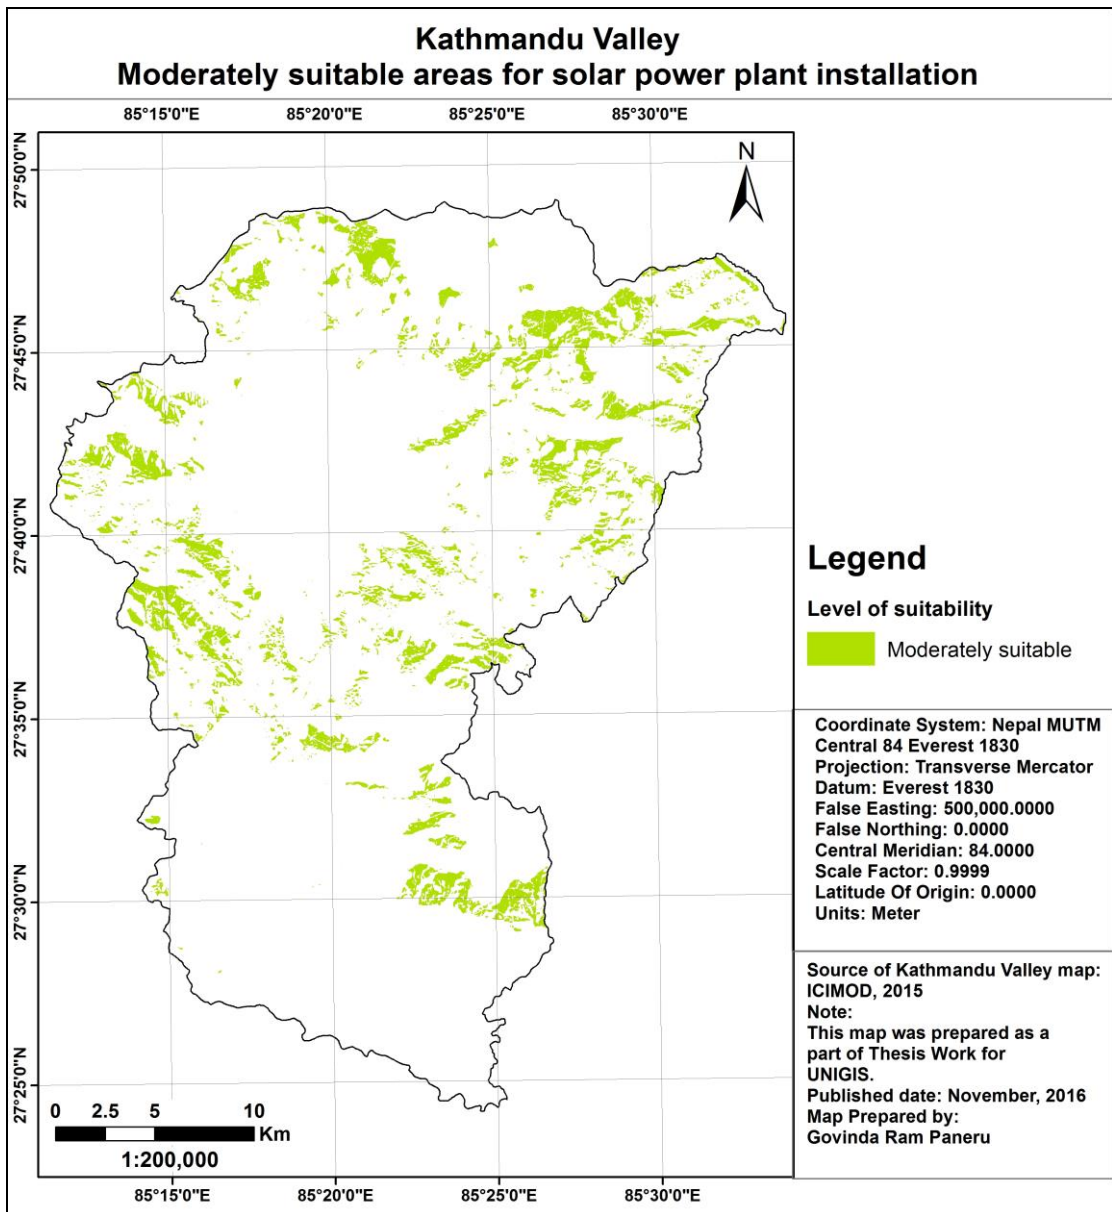 Kathmandu Valley
Moderately suitable areas for solar power plant installation
85°15'0"E 85°20'0"E 85°25'0"E 85°30'0"E
N
27°50'0"N
27°45'0"N
27°40'0"N
27°35'0"N
27°30'0"N
27°25'0"N
0 2.5 5 10
Km
1:200,000
85°15'0"E 85°20'0"E 85°25'0"E 85°30'0"E
Legend
Level of suitability
Moderately suitable
Coordinate System: Nepal MUTM
Central 84 Everest 1830
Projection: Transverse Mercator
Datum: Everest 1830
False Easting: 500,000.0000
False Northing: 0.0000
Central Meridian: 84.0000
Scale Factor: 0.9999
Latitude Of Origin: 0.0000
Units: Meter
Source of Kathmandu Valley map:
ICIMOD, 2015
Note:
This map was prepared as a
part of Thesis Work for
UNIGIS.
Published date: November, 2016
Map Prepared by:
Govinda Ram Paneru